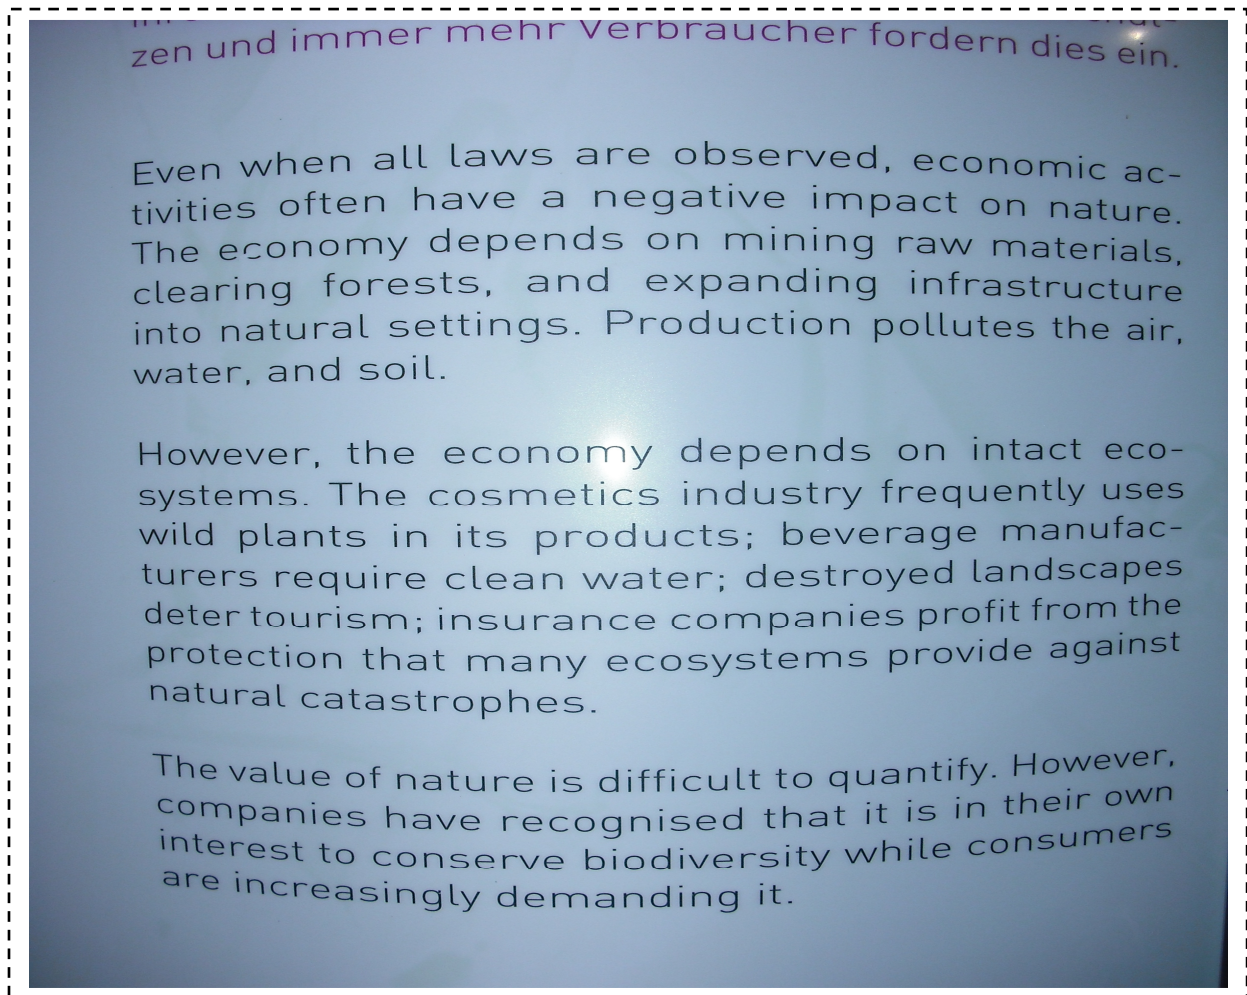 zen und immer mehr Verbraucher fordern dies ein.
Even when all laws are observed, economic ac-
tivities often have a negative impact on nature.
The economy depends on mining raw materials,
clearing forests, and expanding infrastructure
into natural settings. Production pollutes the air,
water, and soil.
However, the economy depends on intact eco-
systems. The cosmetics industry frequently uses
wild plants in its products; beverage manufac-
turers require clean water; destroyed landscapes
deter tourism; insurance companies profit from the
protection that many ecosystems provide against
natural catastrophes.
The value of nature is difficult to quantify. However,
companies have recognised that it is in their own
interest to conserve biodiversity while consumers
are increasingly demanding it.